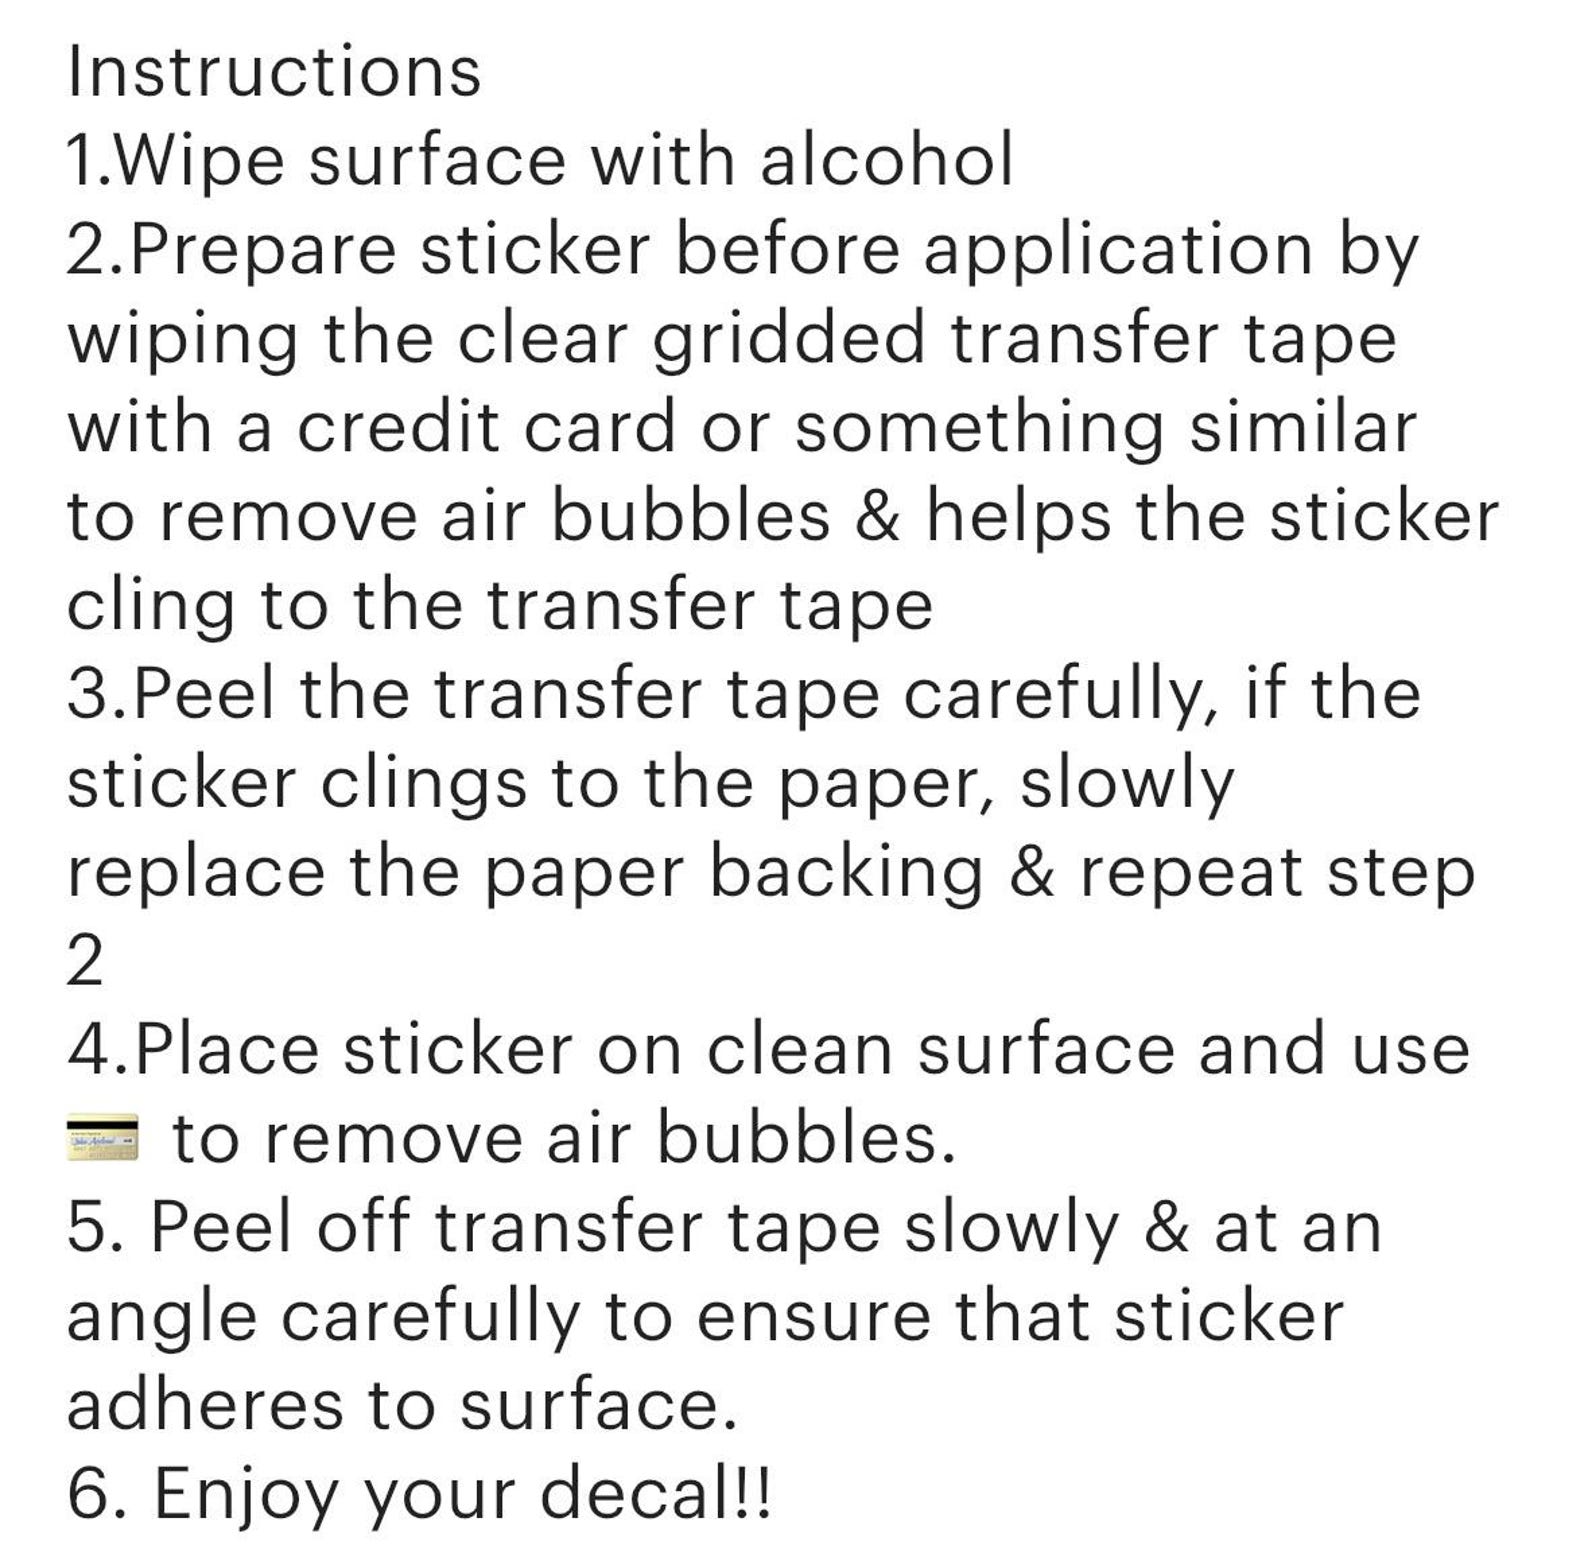 Instructions
1.Wipe surface with alcohol
2.Prepare sticker before application by
wiping the clear gridded transfer tape
with a credit card or something similar
to remove air bubbles & helps the sticker
cling to the transfer tape
3.Peel the transfer tape carefully, if the
sticker clings to the paper, slowly
replace the paper backing & repeat step
2
4.Place sticker on clean surface and use
💳 to remove air bubbles.
5. Peel off transfer tape slowly & at an
angle carefully to ensure that sticker
adheres to surface.
6. Enjoy your decal!!